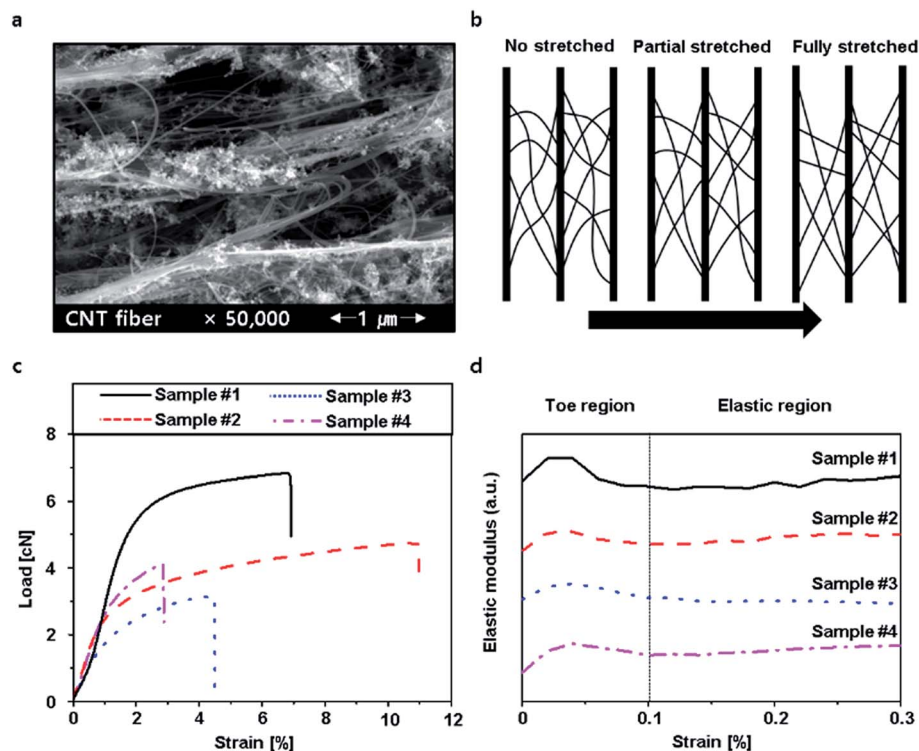 a
CNT fiber × 50,000 1 ㎛
b
No stretched Partial stretched Fully stretched
c
Sample #1 Sample #3
Sample #2 Sample #4
8
6
4
2
0
Load [cN]
0 2 4 6 8 10 12
Strain [%]
d
Toe region Elastic region
Sample #1
Sample #2
Sample #3
Sample #4
Elastic modulus (a.u.)
0 0.1 0.2 0.3
Strain [%]